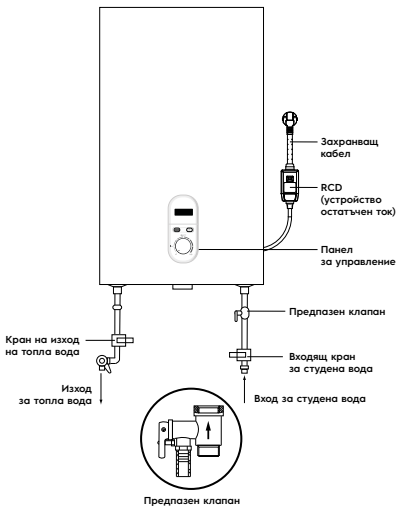 Захранващ
кабел
RCD
(устройство
остатъчен ток)
Панел
за управление
Предпазен клапан
Кран на изход
на топла вода
Входящ кран
за студена вода
Изход
за топла вода
Вход за студена вода
Предпазен клапан